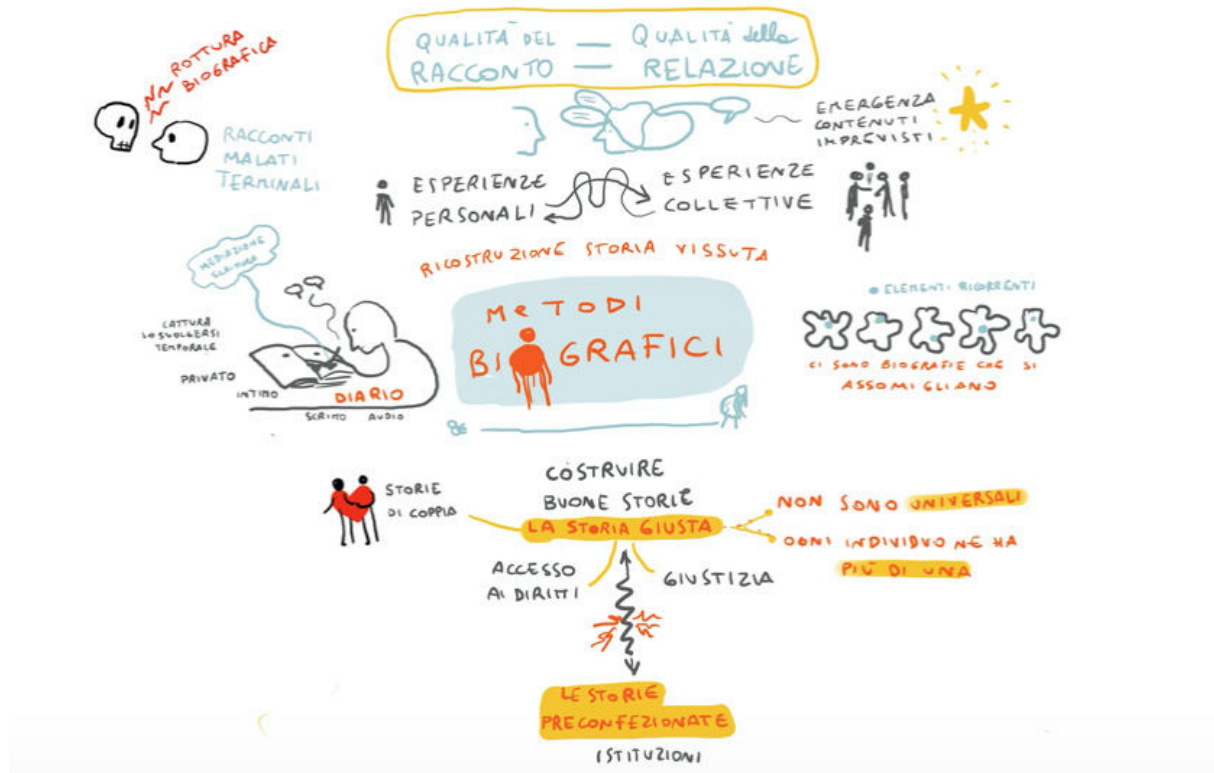 QUALITÀ DEL = QUALITÀ della
RACCONTO = RELAZIONE
ROTTURA
BIOGRAFICA
RACCONTI
MALATI
TERMINALI
EMERGENZA
CONTENUTI
IMPREVISTI
ESPERIENZE
PERSONALI
ESPERIENZE
COLLETTIVE
RICOSTRUZIONE STORIA VISSUTA
MeTODI
BIOGRAFICI
MEDIAZIONE
SCRITTURA
CATTURA
LO SVOLGERSI
TEMPORALE
PRIVATO
INTIMO
DIARIO
SCRITTO AUDIO
ELEMENTI RICORRENTI
CI SONO BIOGRAFIE CHE SI
ASSOMIGLIANO
STORIE
DI COPPIA
COSTRUIRE
BUONE STORIE
LA STORIA GIUSTA
NON SONO UNIVERSALI
OGNI INDIVIDUO NE HA
PIÙ DI UNA
ACCESSO
AI DIRITTI
GIUSTIZIA
LE STORIE
PRECONFEZIONATE
ISTITUZIONI